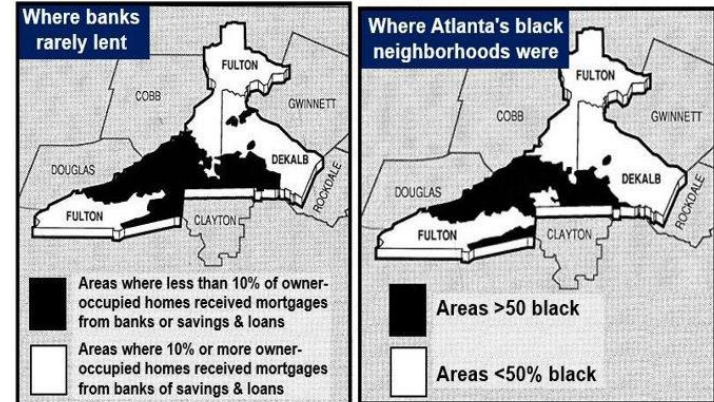 Where banks
rarely lent
FULTON
COBB
GWINNETT
DOUGLAS
DEKALB
ROCKDALE
FULTON
CLAYTON
Areas where less than 10% of owner-
occupied homes received mortgages
from banks or savings & loans
Areas where 10% or more owner-
occupied homes received mortgages
from banks of savings & loans
Where Atlanta's black
neighborhoods were
FULTON
COBB
GWINNETT
DOUGLAS
DEKALB
ROCKDALE
FULTON
CLAYTON
Areas >50 black
Areas <50% black